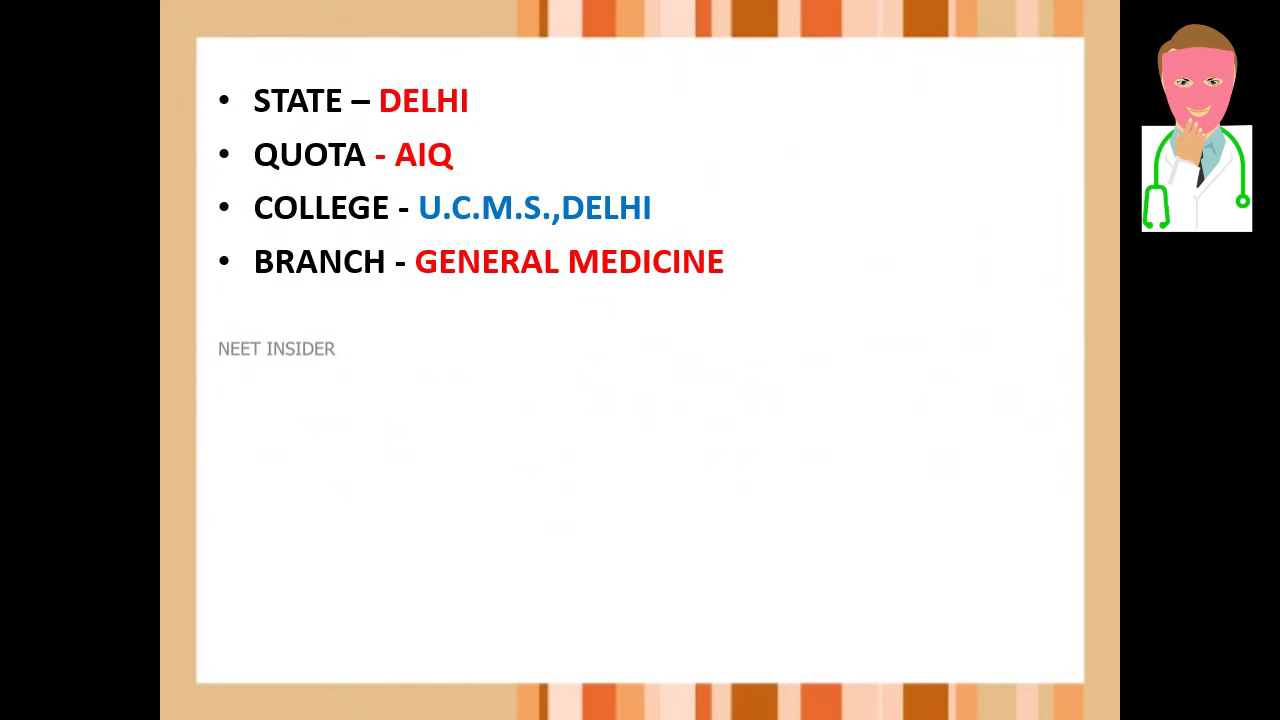 • STATE – DELHI
• QUOTA - AIQ
• COLLEGE - U.C.M.S.,DELHI
• BRANCH - GENERAL MEDICINE
NEET INSIDER